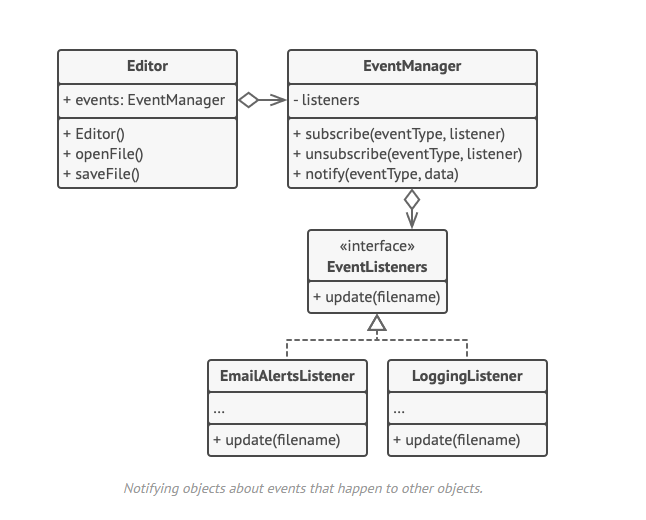 Editor
+ events: EventManager
+ Editor()
+ openFile()
+ saveFile()
EventManager
- listeners
+ subscribe(eventType, listener)
+ unsubscribe(eventType, listener)
+ notify(eventType, data)
«interface»
EventListeners
+ update(filename)
EmailAlertsListener
...
+ update(filename)
LoggingListener
...
+ update(filename)
Notifying objects about events that happen to other objects.